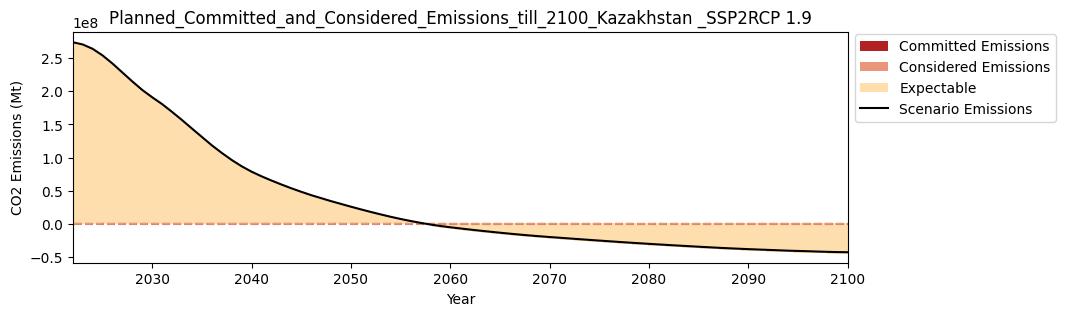 Planned_Committed_and_Considered_Emissions_till_2100_Kazakhstan _SSP2RCP 1.9
1e8
2.5
2.0
1.5
1.0
0.5
0.0
−0.5
CO2 Emissions (Mt)
2030 2040 2050 2060 2070 2080 2090 2100
Year
Committed Emissions
Considered Emissions
Expectable
Scenario Emissions